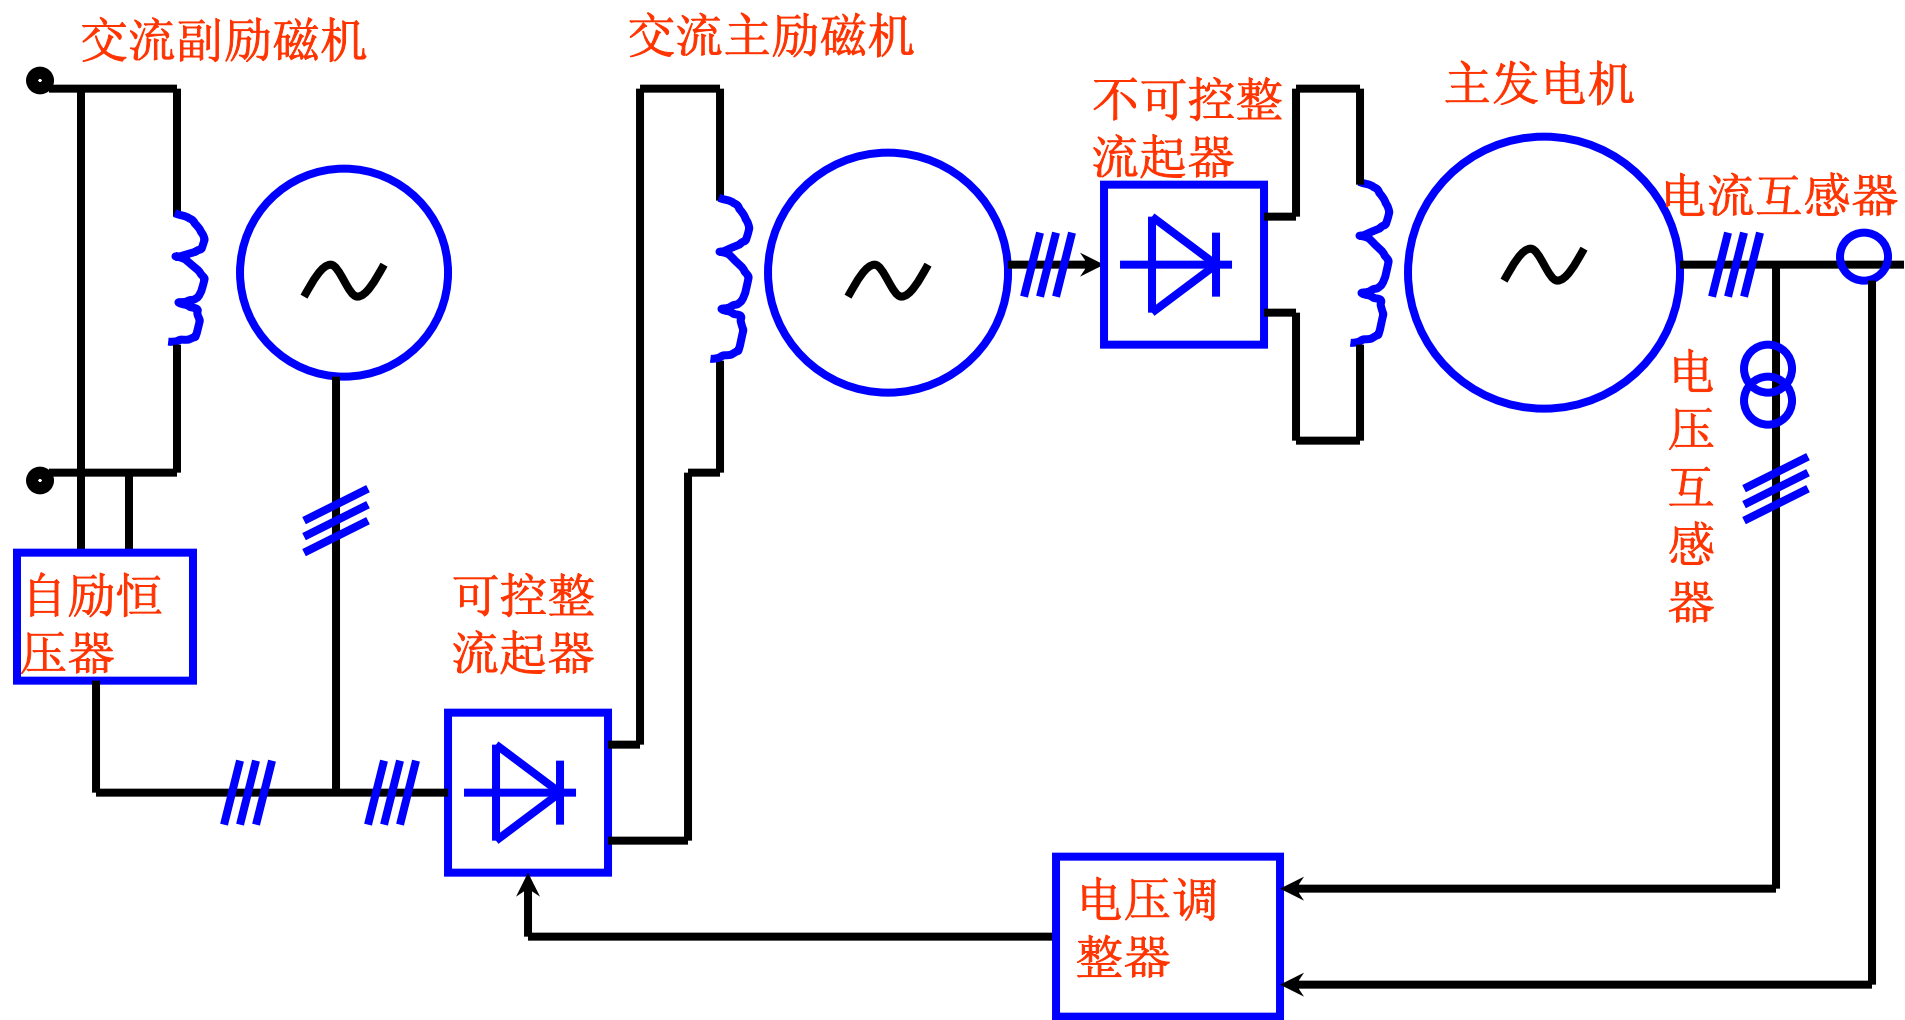 交流副励磁机
交流主励磁机
不可控整
流起器
主发电机
电流互感器
电
压
互
感
器
自励恒
压器
可控整
流起器
电压调
整器